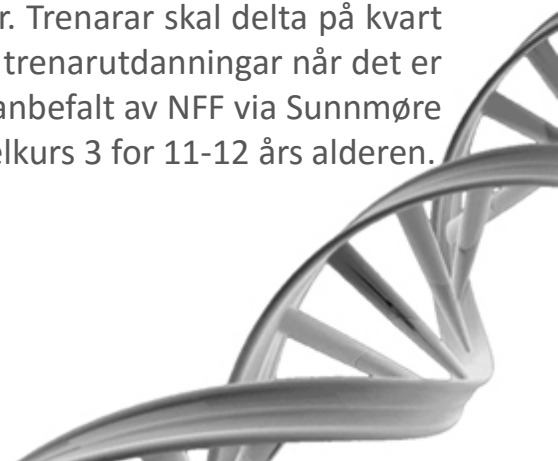 r. Trenarar skal delta på kvart
trenarutdanningar når det er
anbefalt av NFF via Sunnmøre
elkurs 3 for 11-12 års alderen.